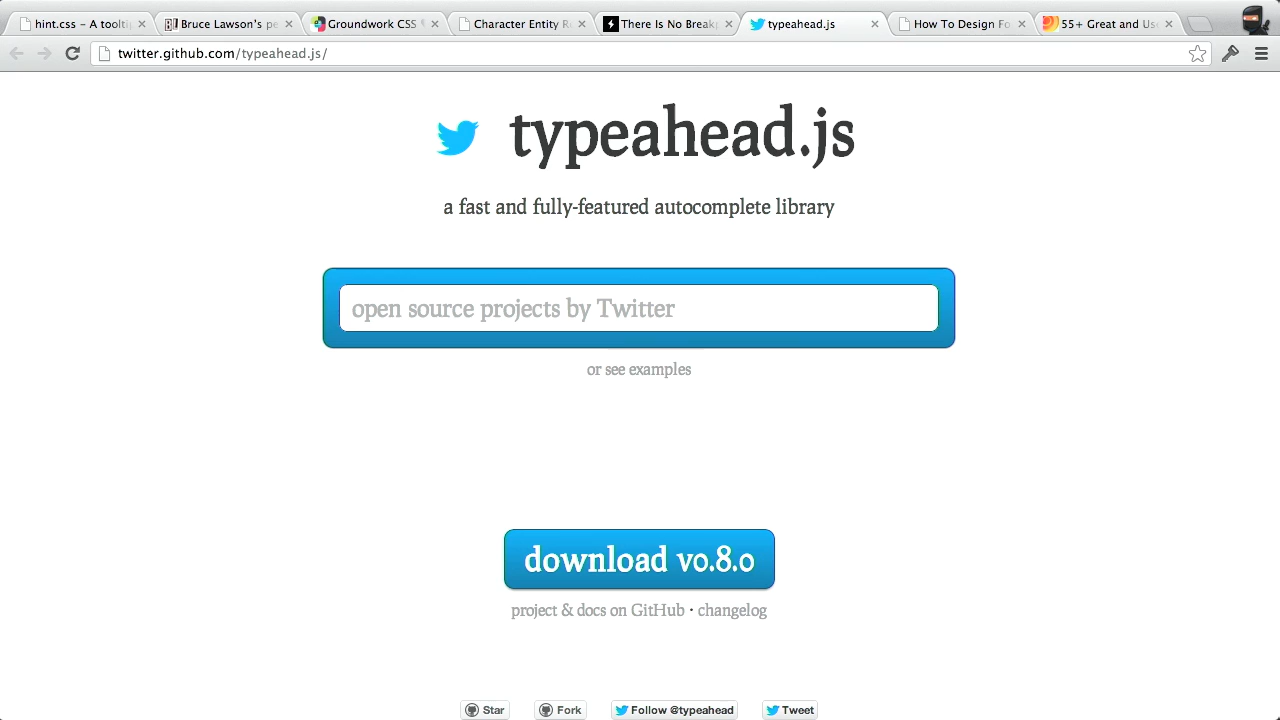 hint.css – A toolti
Bruce Lawson's pe
Groundwork CSS
Character Entity Re
There Is No Break
typeahead.js
How To Design Fo
55+ Great and Use
twitter.github.com/typeahead.js/
typeahead.js
a fast and fully-featured autocomplete library
open source projects by Twitter
or see examples
download v0.8.0
project & docs on GitHub · changelog
Star
Fork
Follow @typeahead
Tweet